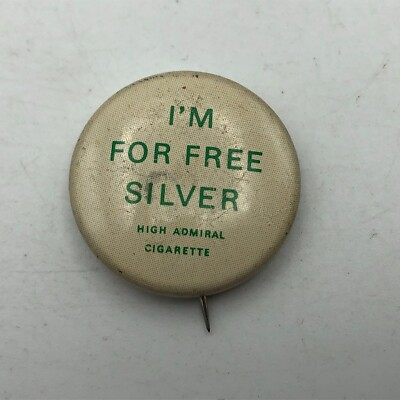 I'M
FOR FREE
SILVER
HIGH ADMIRAL
CIGARETTE